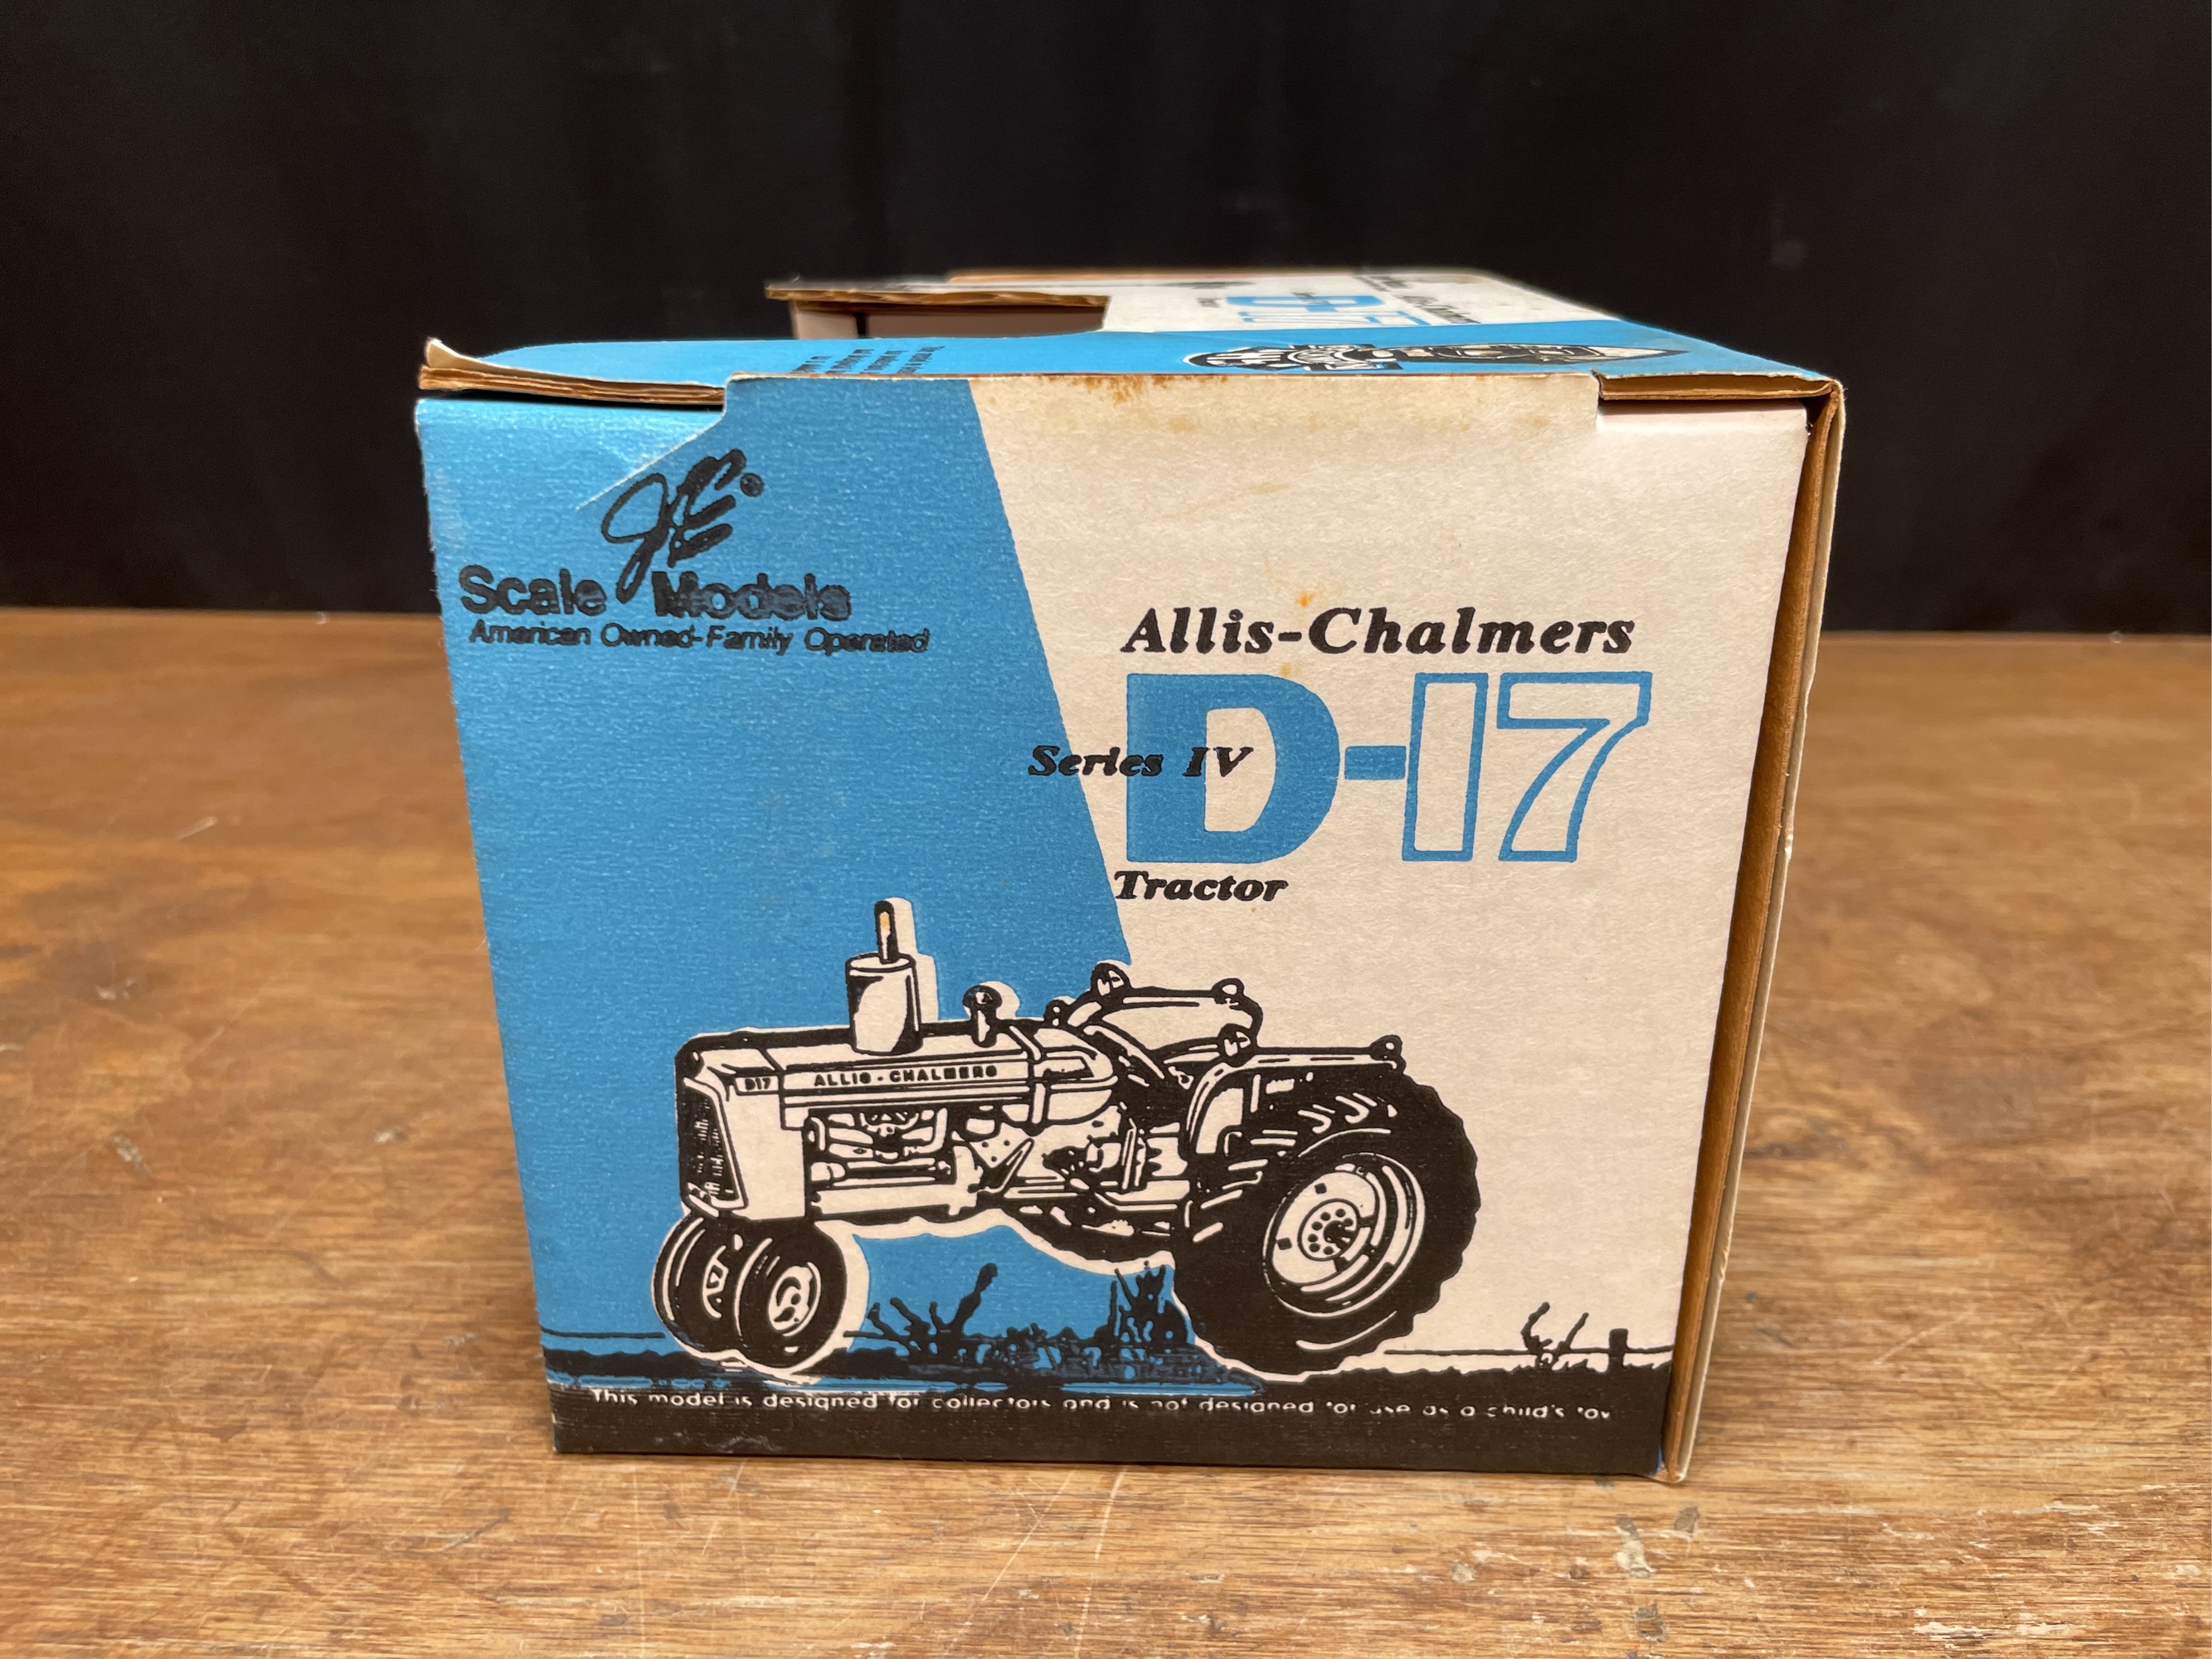 JE®
Scale Models
American Owned-Family Operated
Allis-Chalmers
Series IV
D-17
Tractor
D17
ALLIS-CHALMERS
This model is designed for collectors and is not designed for use as a child's toy